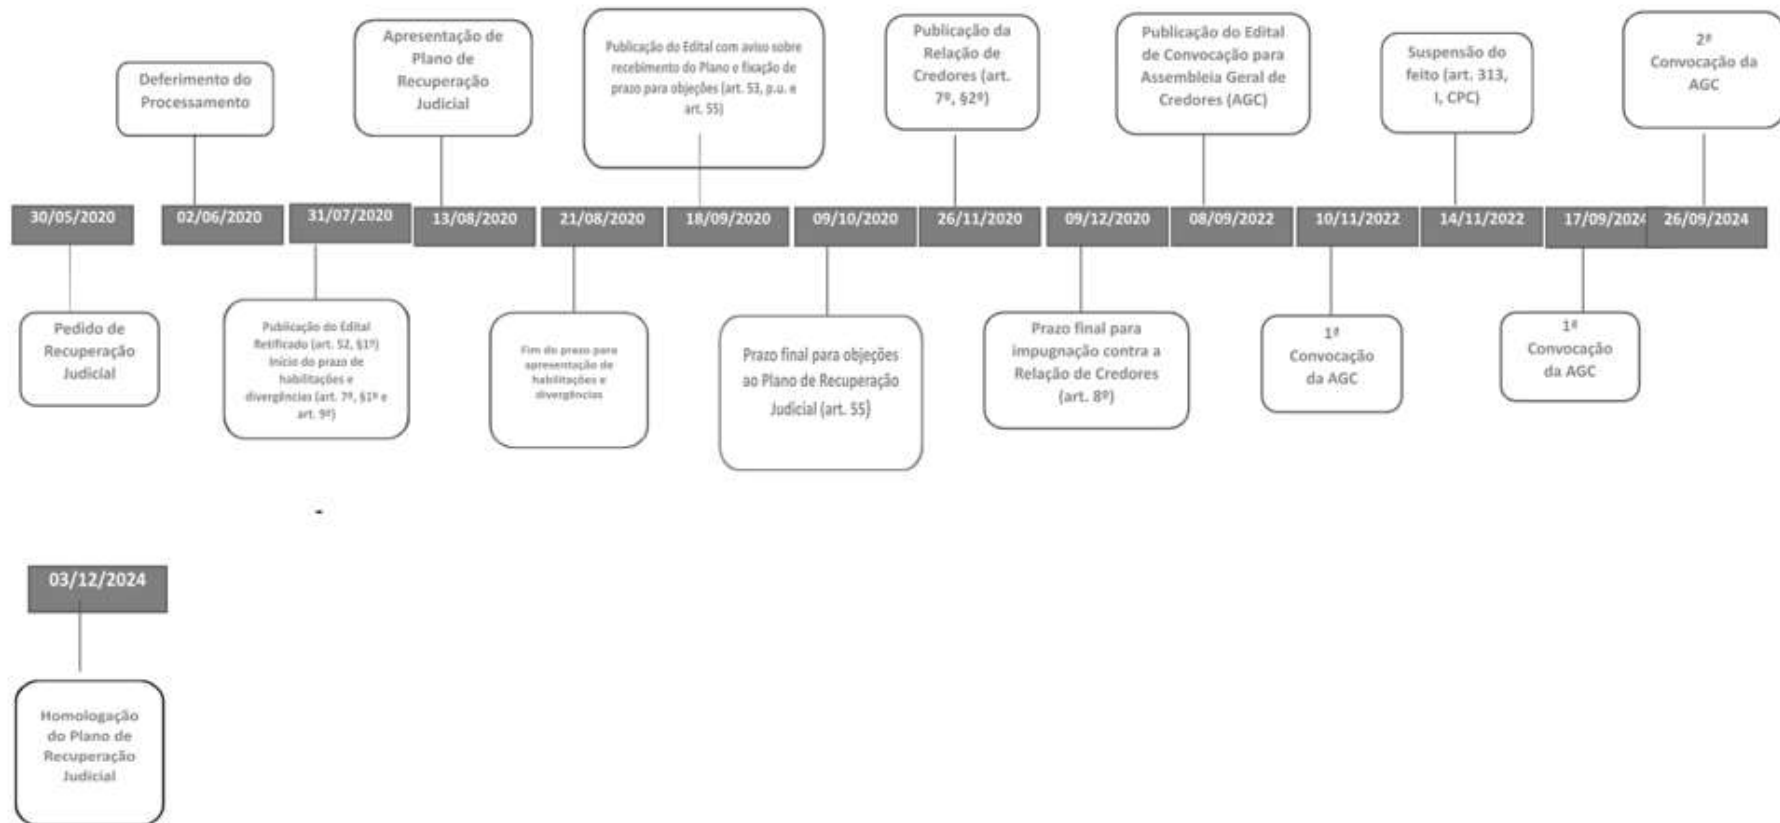 Deferimento do
Processamento
Apresentação de
Plano de
Recuperação
Judicial
Publicação do Edital com aviso sobre
recebimento do Plano e fixação de
prazo para objeções (art. 53, p.u. e
art. 55)
Publicação da
Relação de
Credores (art.
7º, §2º)
Publicação do Edital
de Convocação para
Assembleia Geral de
Credores (AGC)
Suspensão do
feito (art. 313,
I, CPC)
2ª
Convocação da
AGC
30/05/2020
02/06/2020
31/07/2020
13/08/2020
21/08/2020
18/09/2020
09/10/2020
26/11/2020
09/12/2020
08/09/2022
10/11/2022
14/11/2022
17/09/2024
26/09/2024
Pedido de
Recuperação
Judicial
Publicação do Edital
Retificado (art. 52, §1º)
Início do prazo de
habilitações e
divergências (art. 7º, §1º e
art. 9º)
Fim do prazo para
apresentação de
habilitações e
divergências
Prazo final para objeções
ao Plano de Recuperação
Judicial (art. 55)
Prazo final para
impugnação contra a
Relação de Credores
(art. 8º)
1ª
Convocação
da AGC
1ª
Convocação
da AGC
-
03/12/2024
Homologação
do Plano de
Recuperação
Judicial